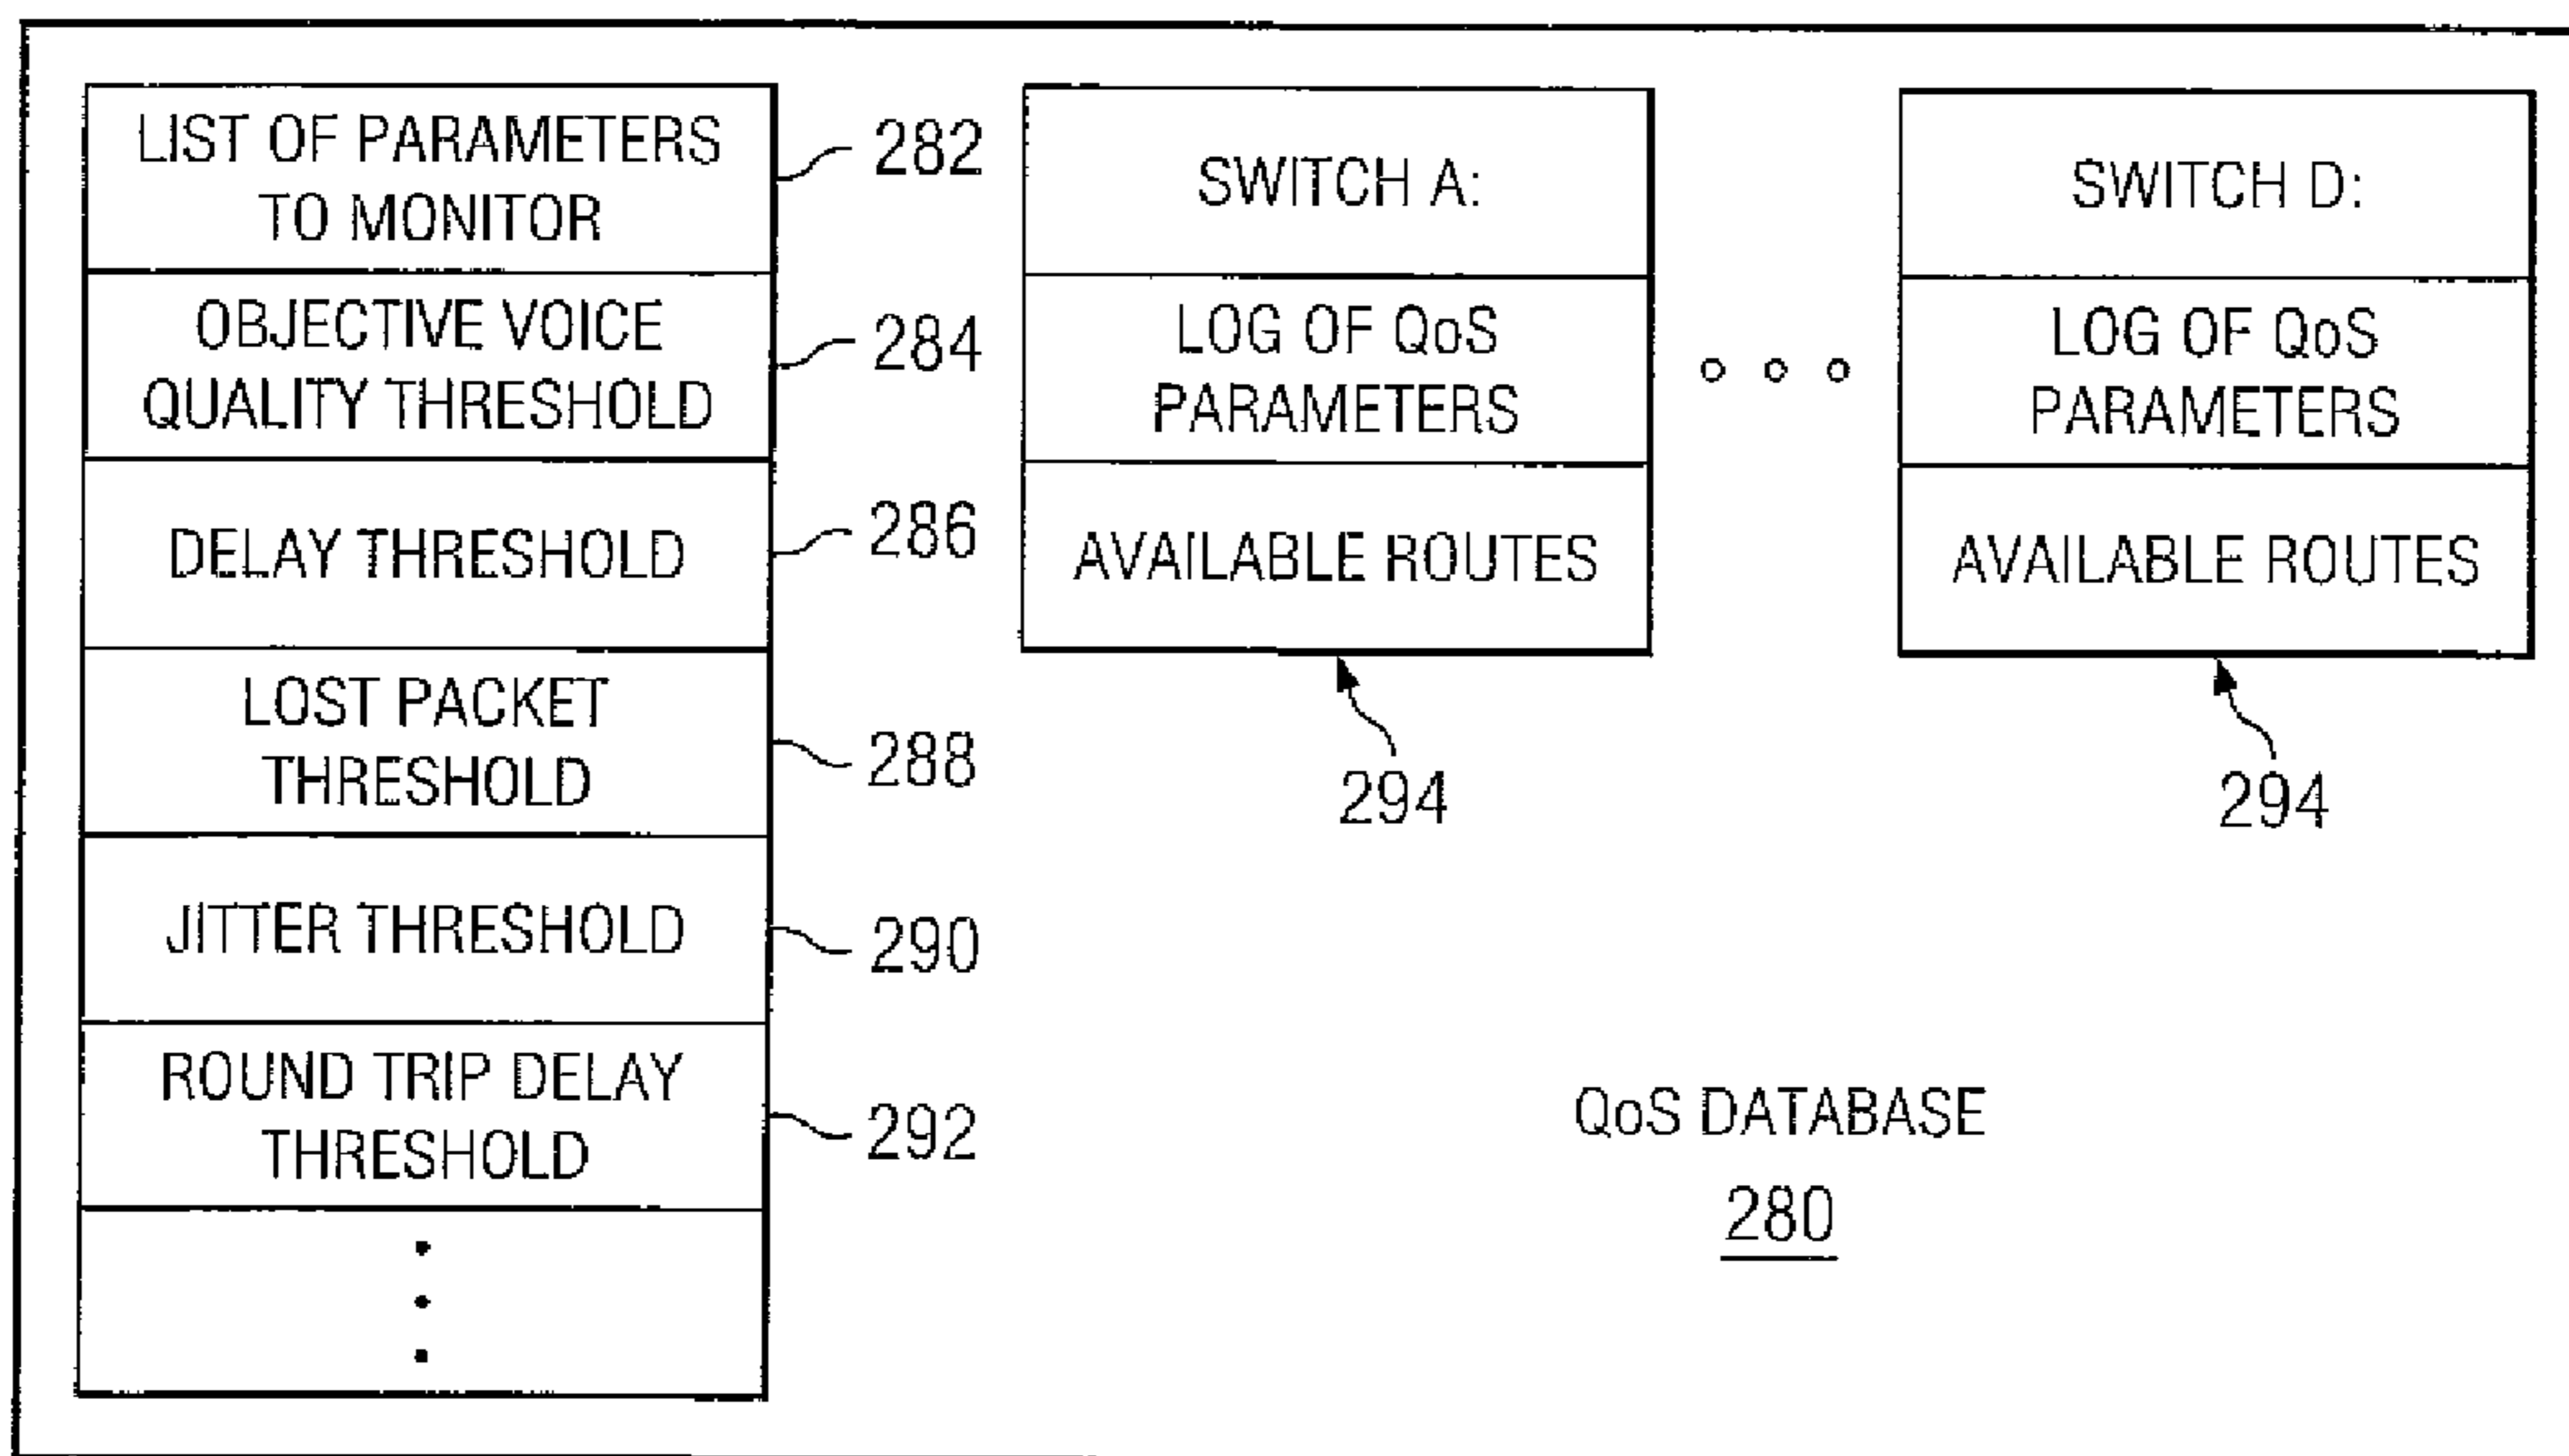 LIST OF PARAMETERS
TO MONITOR
282
OBJECTIVE VOICE
QUALITY THRESHOLD
284
DELAY THRESHOLD
286
LOST PACKET
THRESHOLD
288
JITTER THRESHOLD
290
ROUND TRIP DELAY
THRESHOLD
292
SWITCH A:
LOG OF QoS
PARAMETERS
AVAILABLE ROUTES
294
SWITCH D:
LOG OF QoS
PARAMETERS
AVAILABLE ROUTES
294
QoS DATABASE
280